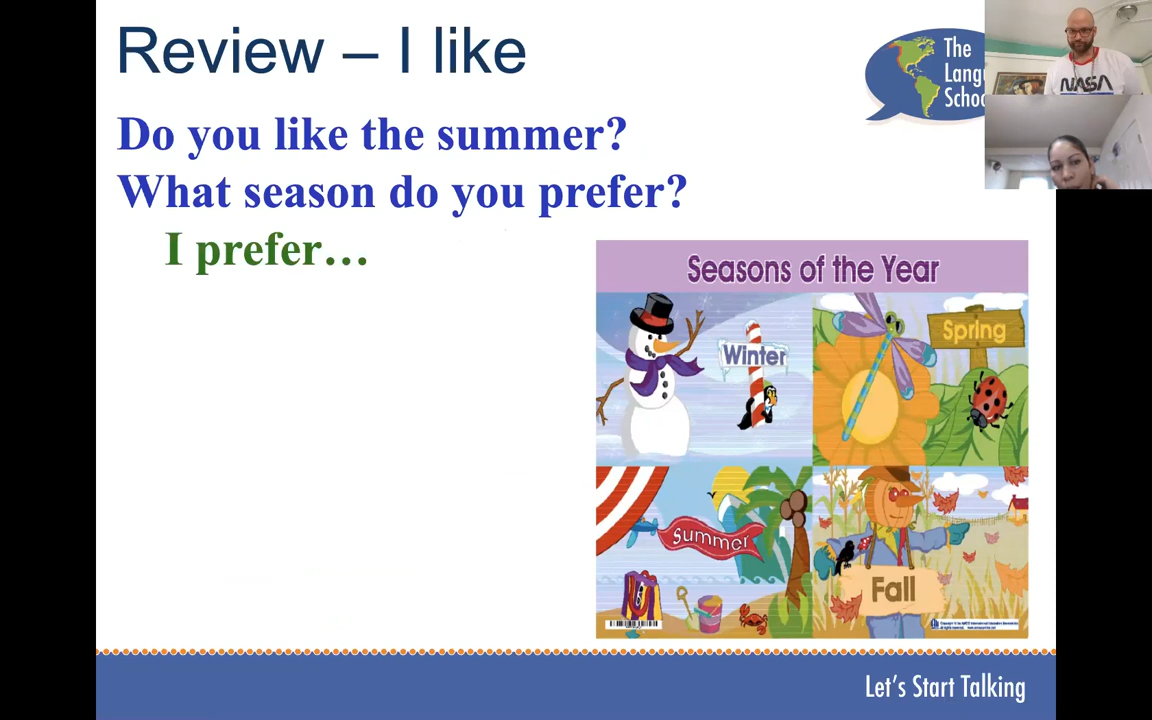 Review – I like
The
Schoo
Do you like the summer?
What season do you prefer?
I prefer…
NASA
Seasons of the Year
Winter
Spring
Summer
Fall
Let's Start Talking